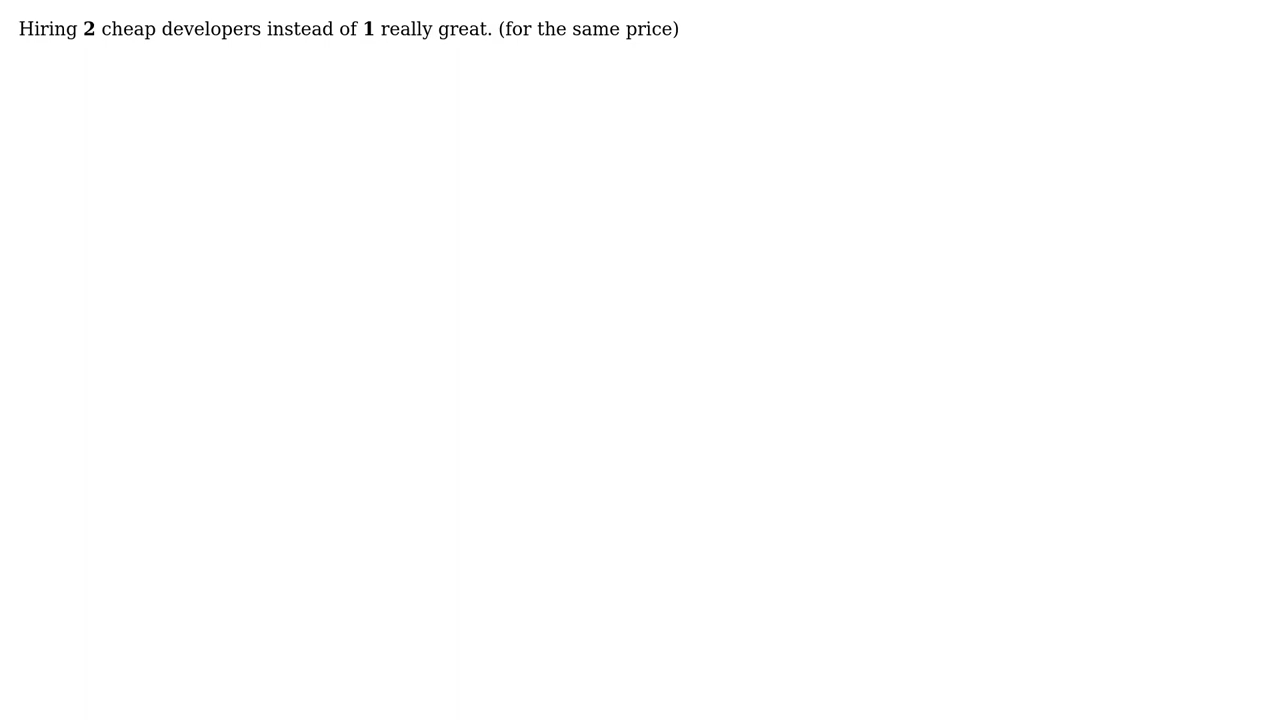 Hiring 2 cheap developers instead of 1 really great. (for the same price)